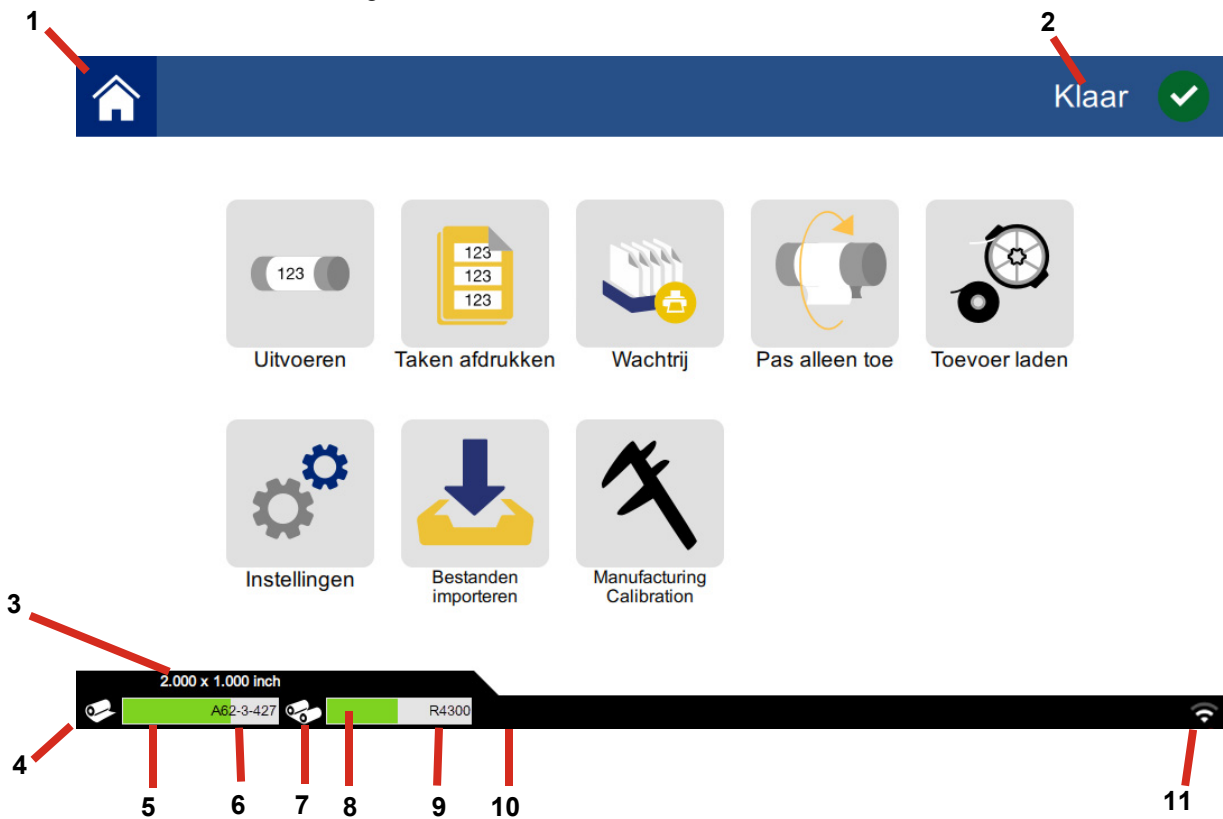 1
2
Klaar
123
123
123
123
Uitvoeren
Taken afdrukken
Wachtrij
Pas alleen toe
Toevoer laden
Instellingen
Bestanden
importeren
Manufacturing
Calibration
3
2.000 x 1.000 inch
A62-3-427
R4300
4
5
6
7
8
9
10
11